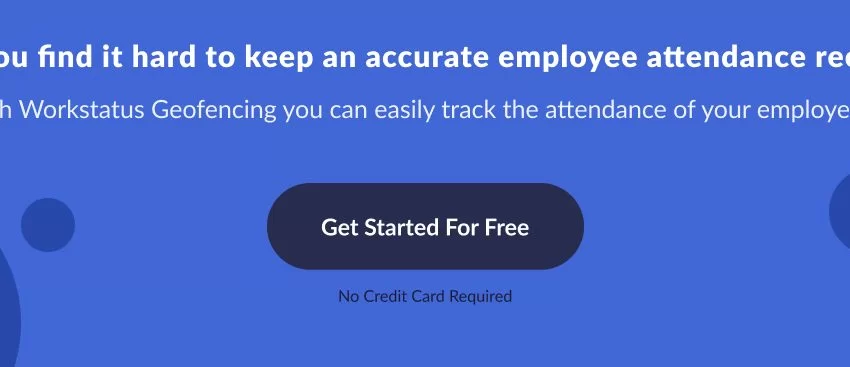 ou find it hard to keep an accurate employee attendance rec
h Workstatus Geofencing you can easily track the attendance of your employe
Get Started For Free
No Credit Card Required